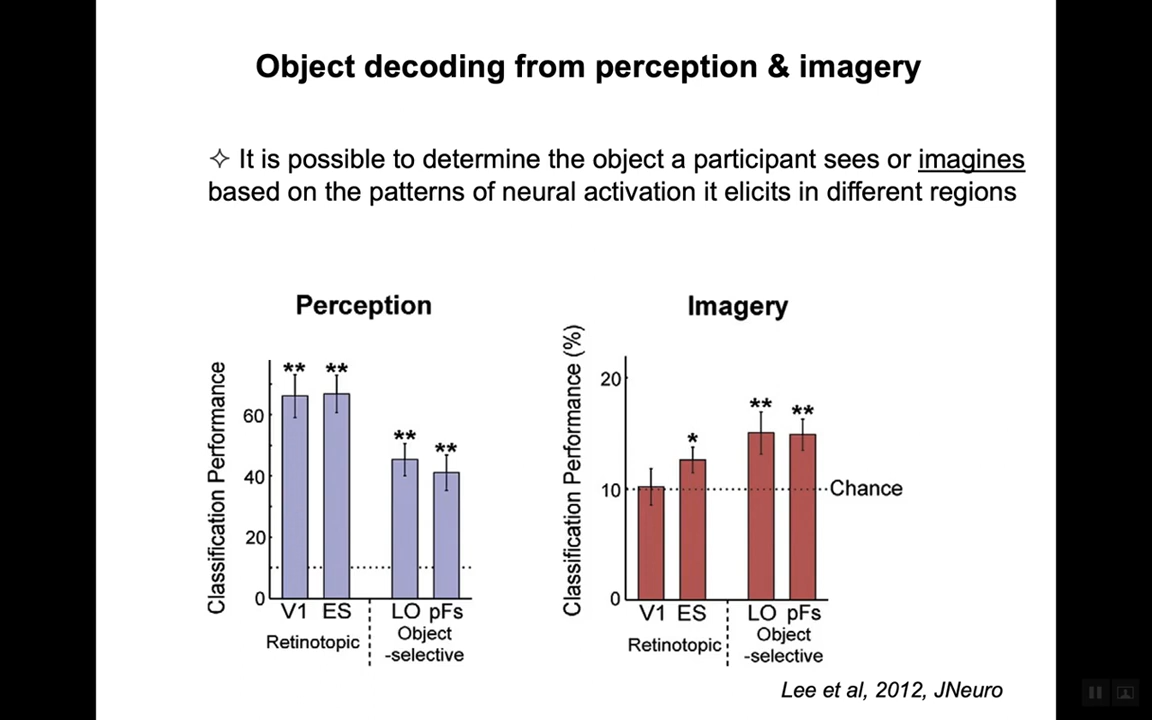 Object decoding from perception & imagery
✧ It is possible to determine the object a participant sees or imagines
based on the patterns of neural activation it elicits in different regions
Perception
Classification Performance
60
40
20
0
** ** ** **
V1 ES LO pFs
Retinotopic
Object
-selective
Imagery
Classification Performance (%)
20
10
0
* ** **
Chance
V1 ES LO pFs
Retinotopic
Object
-selective
Lee et al, 2012, JNeuro